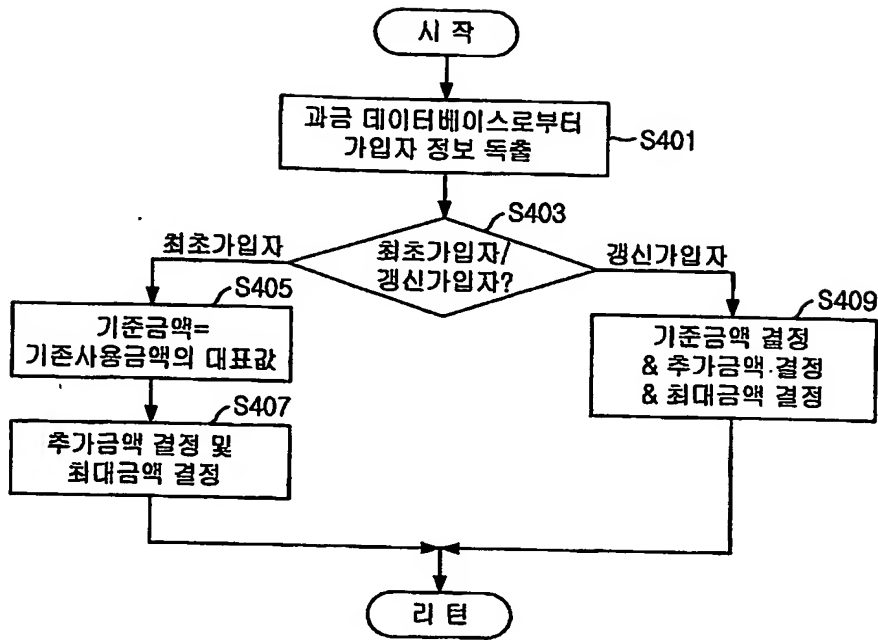 시 작
과금 데이터베이스로부터
가입자 정보 독출
S401
S403
최초가입자/
갱신가입자?
최초가입자
갱신가입자
S405
기준금액=
기존사용금액의 대표값
S409
기준금액 결정
& 추가금액 결정
& 최대금액 결정
S407
추가금액 결정 및
최대금액 결정
리 턴